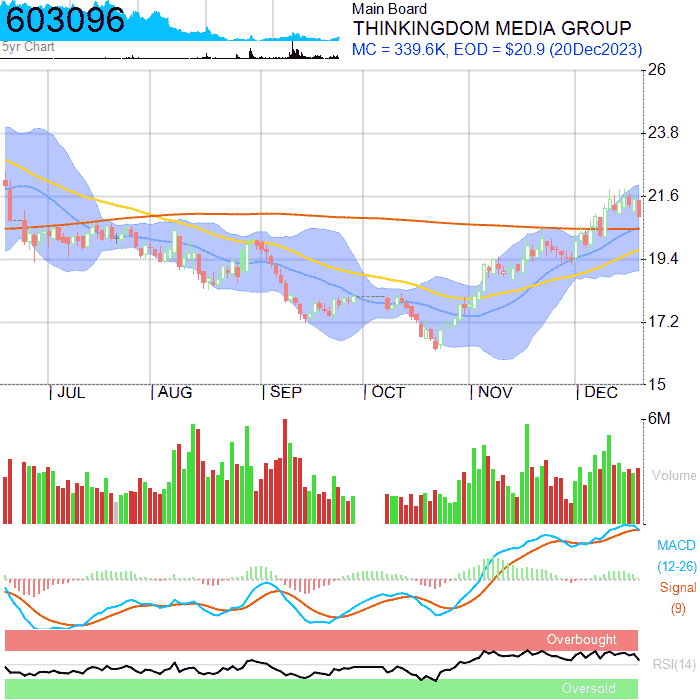 603096
5yr Chart
Main Board
THINKINGDOM MEDIA GROUP
MC = 339.6K, EOD = $20.9 (20Dec2023)
26
23.8
21.6
19.4
17.2
15
JUL AUG SEP OCT NOV DEC
6M
Volume
MACD
(12-26)
Signal
(9)
Overbought
RSI(14)
Oversold